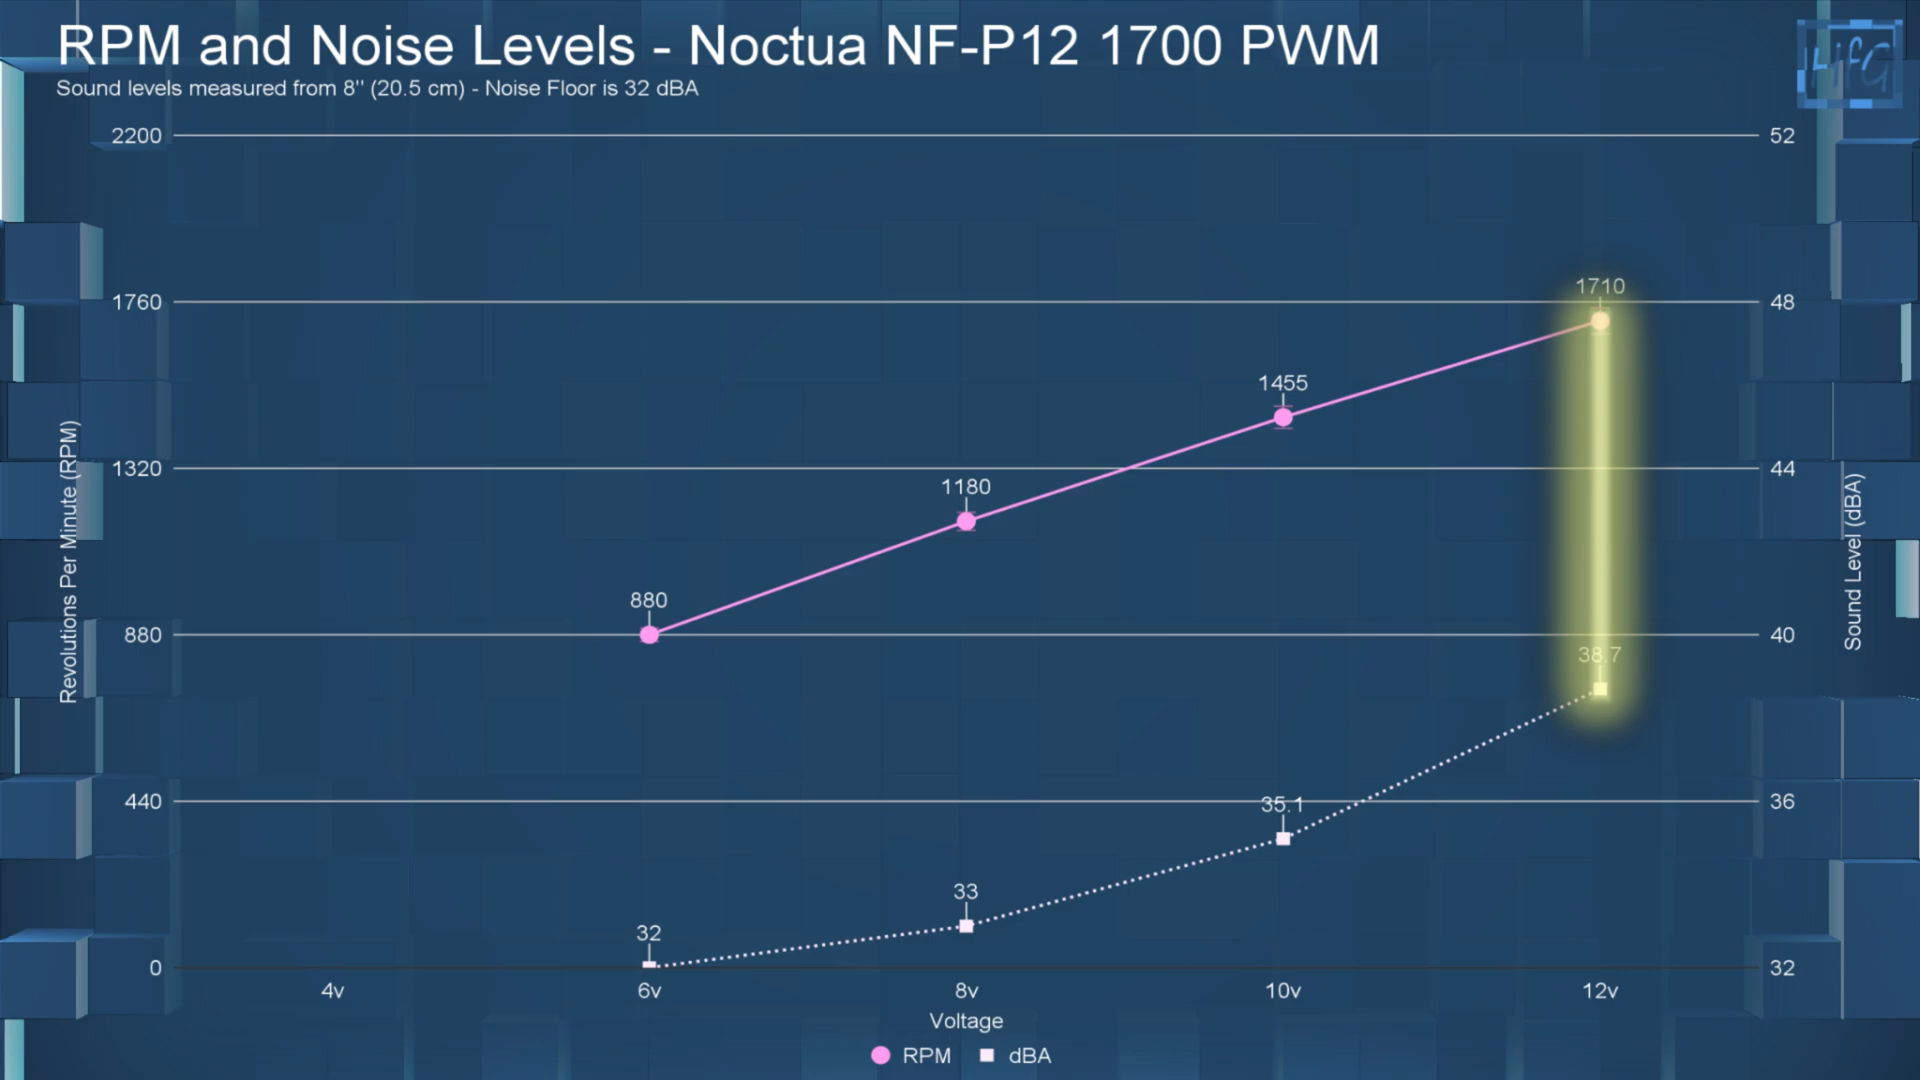 RPM and Noise Levels - Noctua NF-P12 1700 PWM
Sound levels measured from 8" (20.5 cm) - Noise Floor is 32 dBA
HifG
2200
52
1710
1760
48
1455
1320
44
1180
880
880
40
38.7
440
35.1
36
33
32
0
32
4v
6v
8v
10v
12v
Revolutions Per Minute (RPM)
Sound Level (dBA)
Voltage
RPM
dBA